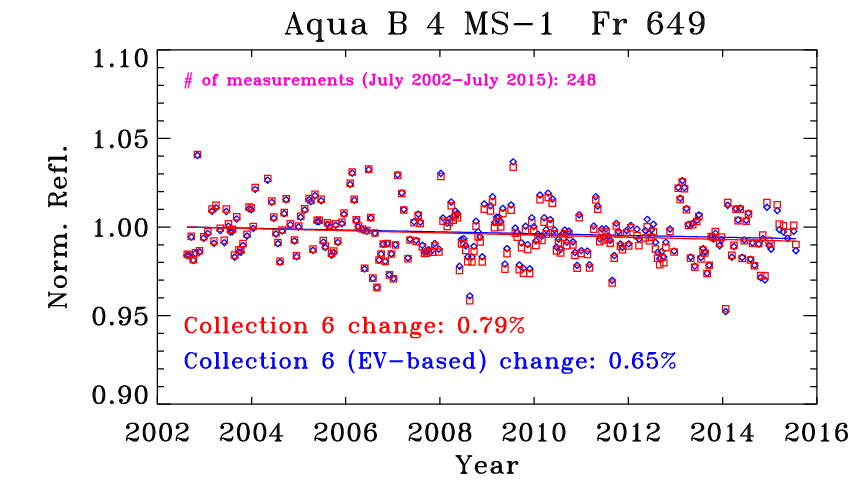 Aqua B 4 MS-1 Fr 649
1.10
# of measurements (July 2002-July 2015): 248
1.05
Norm. Refl.
1.00
0.95
Collection 6 change: 0.79%
Collection 6 (EV-based) change: 0.65%
0.90
2002 2004 2006 2008 2010 2012 2014 2016
Year